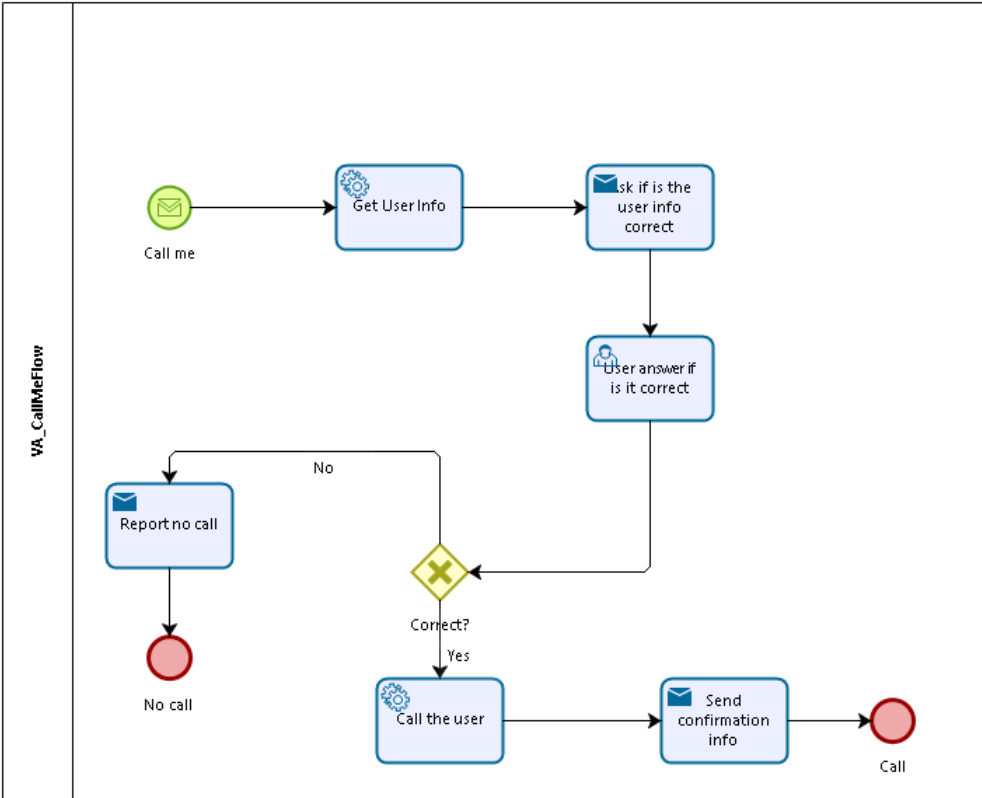 VA_CallMeFlow
Call me
Get User Info
sk if is the
user info
correct
User answer if
is it correct
No
Report no call
No call
Correct?
Yes
Call the user
Send
confirmation
info
Call